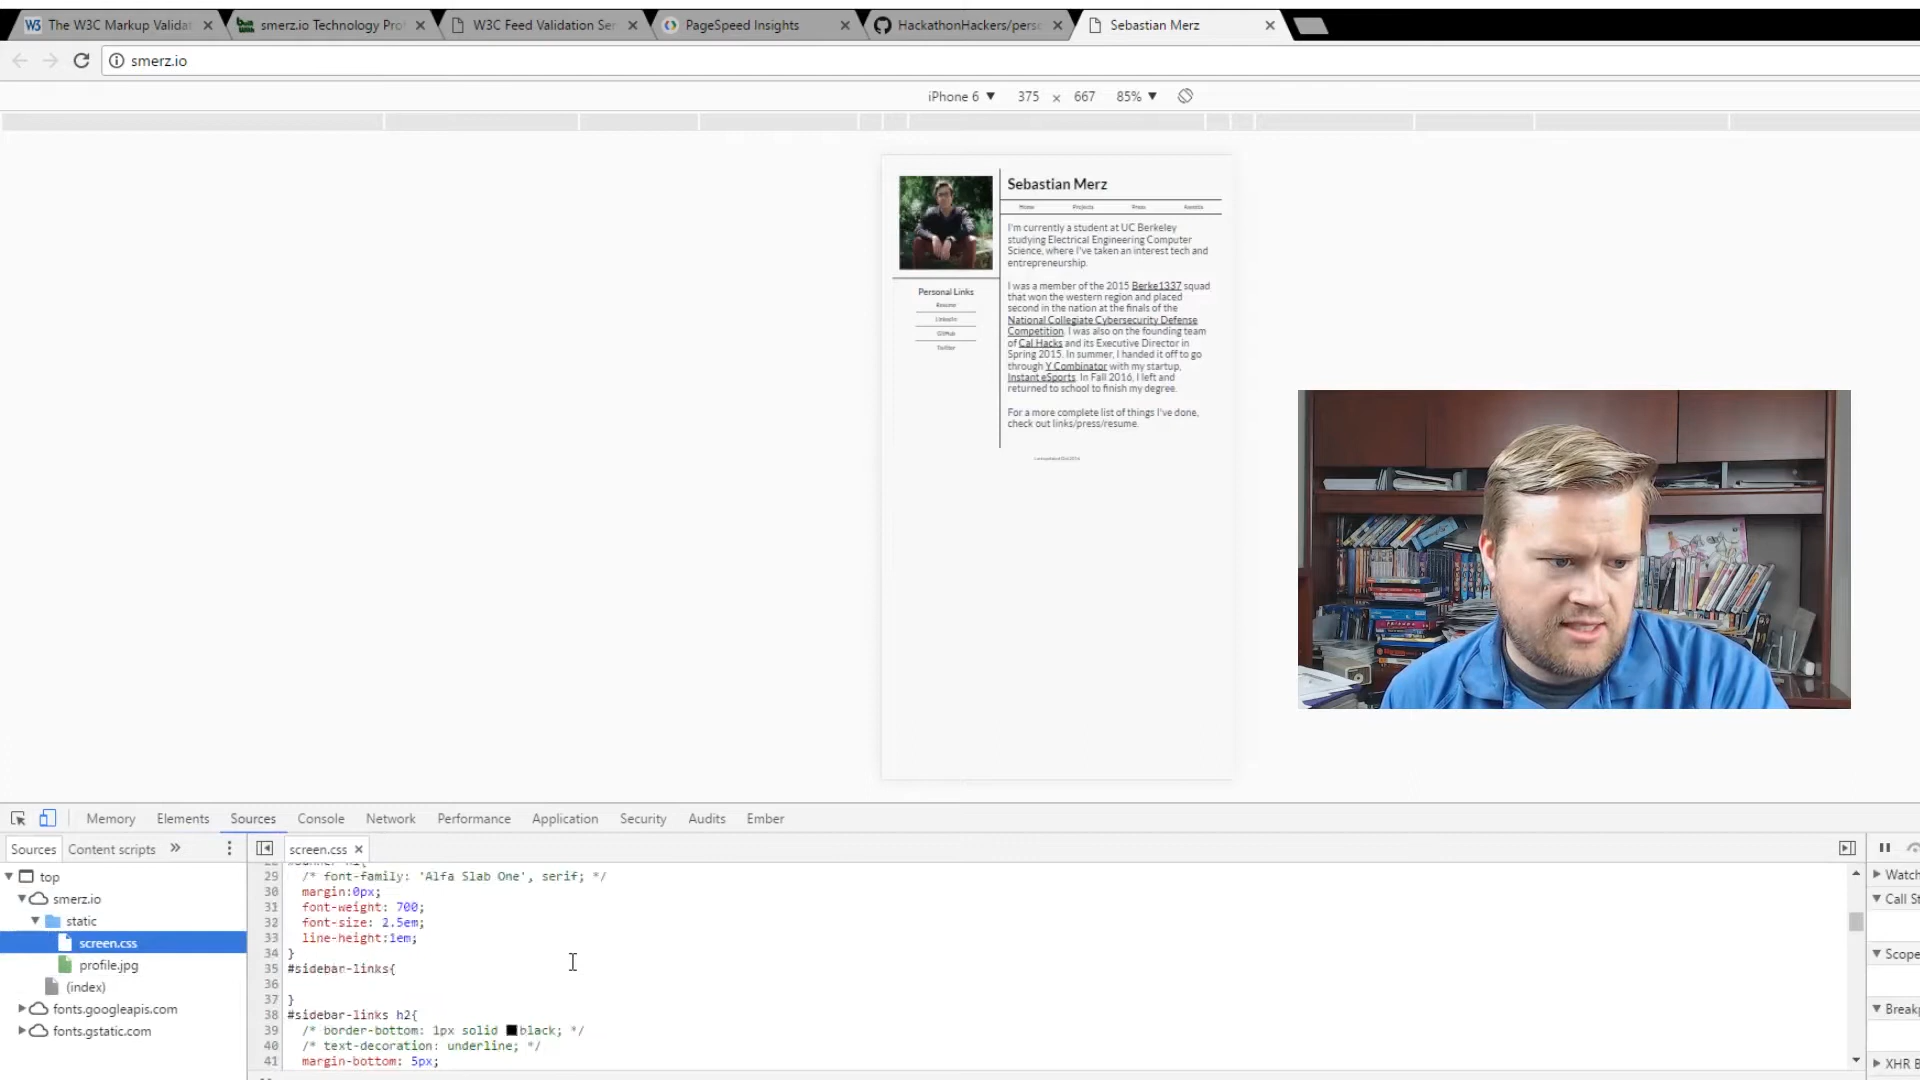 The W3C Markup Valida
smerz.io Technology Pro
W3C Feed Validation Ser
PageSpeed Insights
HackathonHackers/perso
Sebastian Merz
smerz.io
iPhone 6 ▼ 375 × 667 85% ▼
Sebastian Merz
Home Projects Press Awards
I'm currently a student at UC Berkeley
studying Electrical Engineering Computer
Science, where I've taken an interest tech and
entrepreneurship.
I was a member of the 2015 Berke1337 squad
that won the western region and placed
second in the nation at the finals of the
National Collegiate Cybersecurity Defense
Competition. I was also on the founding team
of Cal Hacks and its Executive Director in
Spring 2015. In summer, I handed it off to go
through Y Combinator with my startup,
Instant eSports. In Fall 2016, I left and
returned to school to finish my degree.
For a more complete list of things I've done,
check out links/press/resume.
Personal Links
Resume
LinkedIn
GitHub
Twitter
Memory Elements Sources Console Network Performance Application Security Audits Ember
Sources Content scripts »
screen.css ×
top
smerz.io
static
screen.css
profile.jpg
(index)
fonts.googleapis.com
fonts.gstatic.com
29 /* font-family: 'Alfa Slab One', serif; */
30 margin:0px;
31 font-weight: 700;
32 font-size: 2.5em;
33 line-height:1em;
34 }
35 #sidebar-links{
36
37 }
38 #sidebar-links h2{
39 /* border-bottom: 1px solid black; */
40 /* text-decoration: underline; */
41 margin-bottom: 5px;
Watch
Call St
Scope
Breakp
XHR B